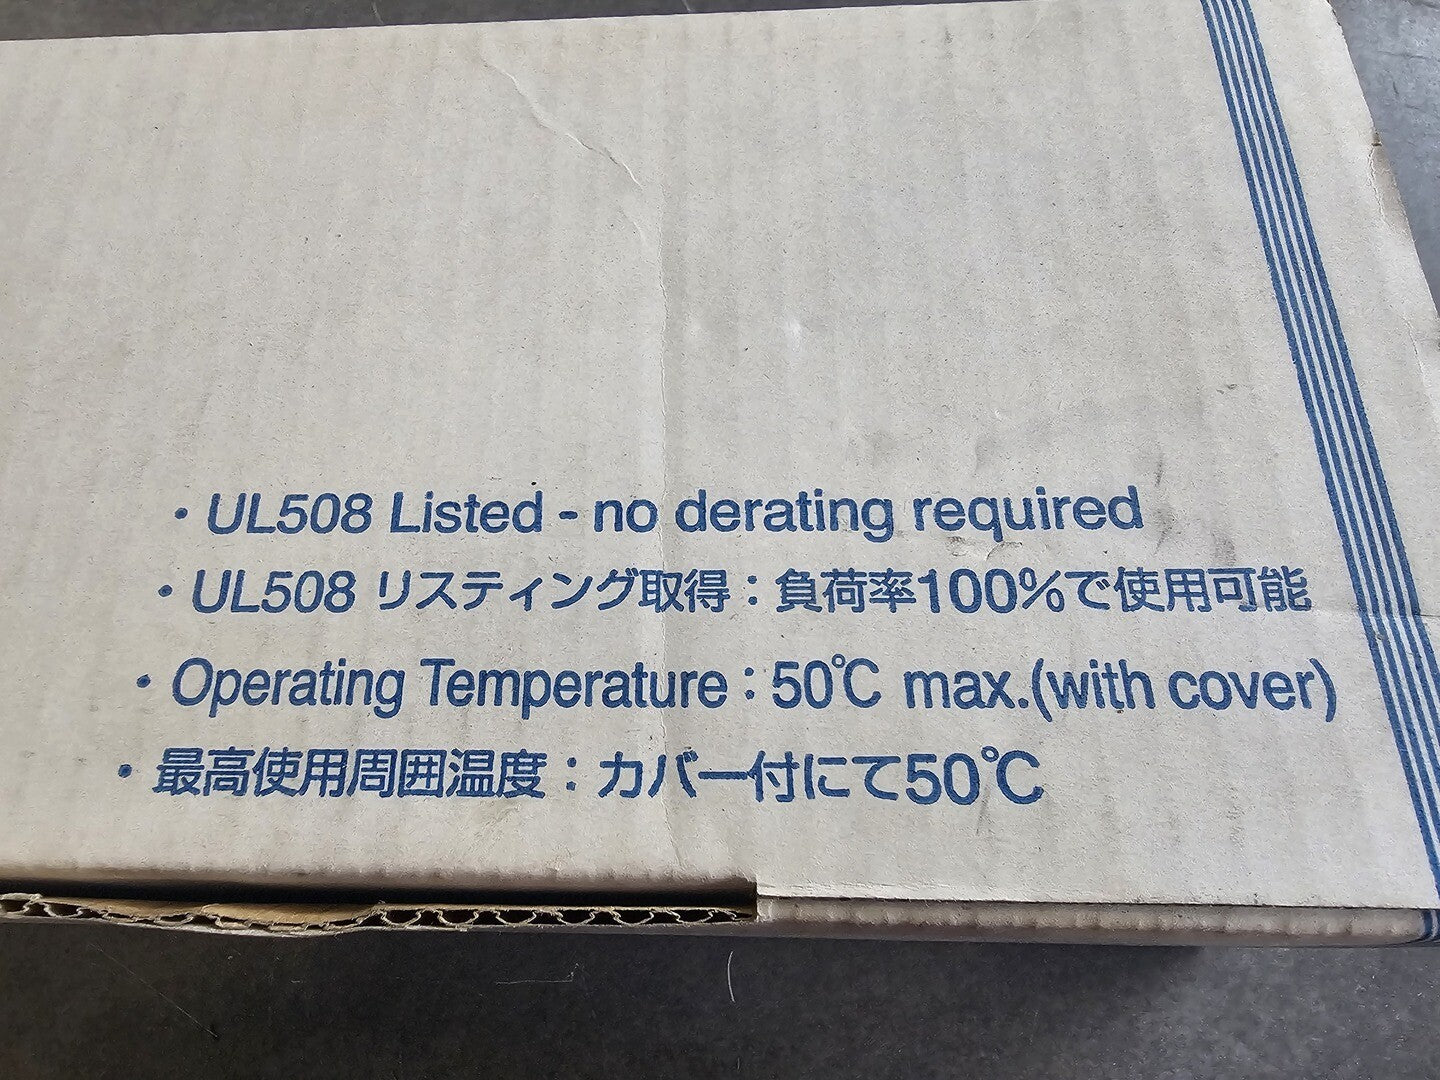 ・UL508 Listed - no derating required
・UL508 リスティング取得：負荷率100%で使用可能
・Operating Temperature：50℃ max.(with cover)
・最高使用周囲温度：カバー付にて50℃